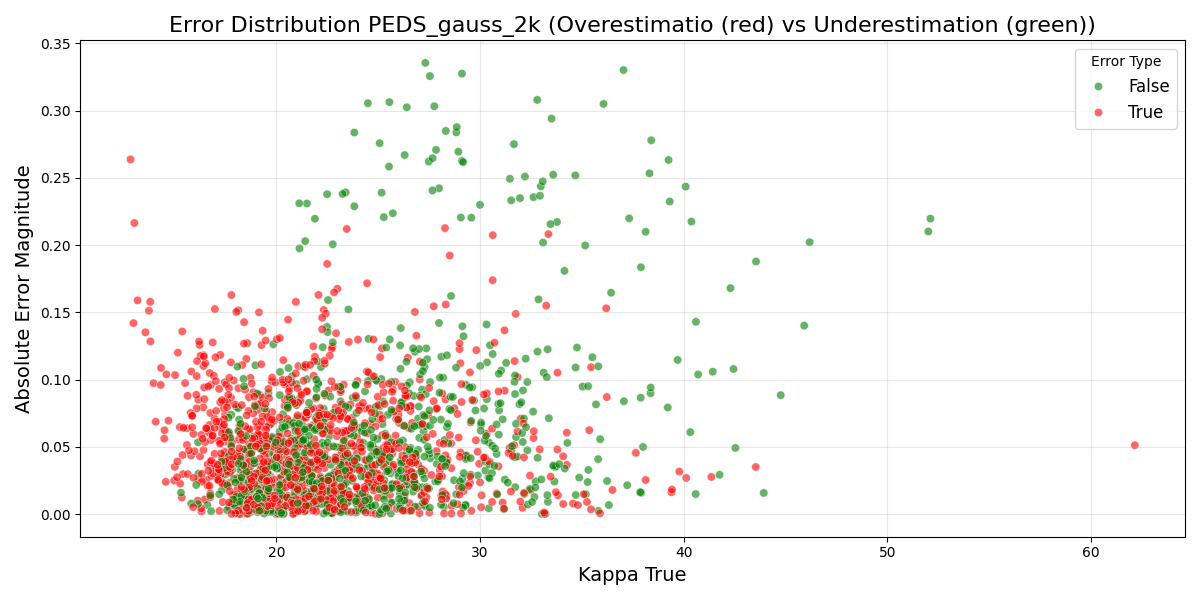 Error Distribution PEDS_gauss_2k (Overestimatio (red) vs Underestimation (green))
Error Type
False
True
Absolute Error Magnitude
0.35
0.30
0.25
0.20
0.15
0.10
0.05
0.00
20 30 40 50 60
Kappa True